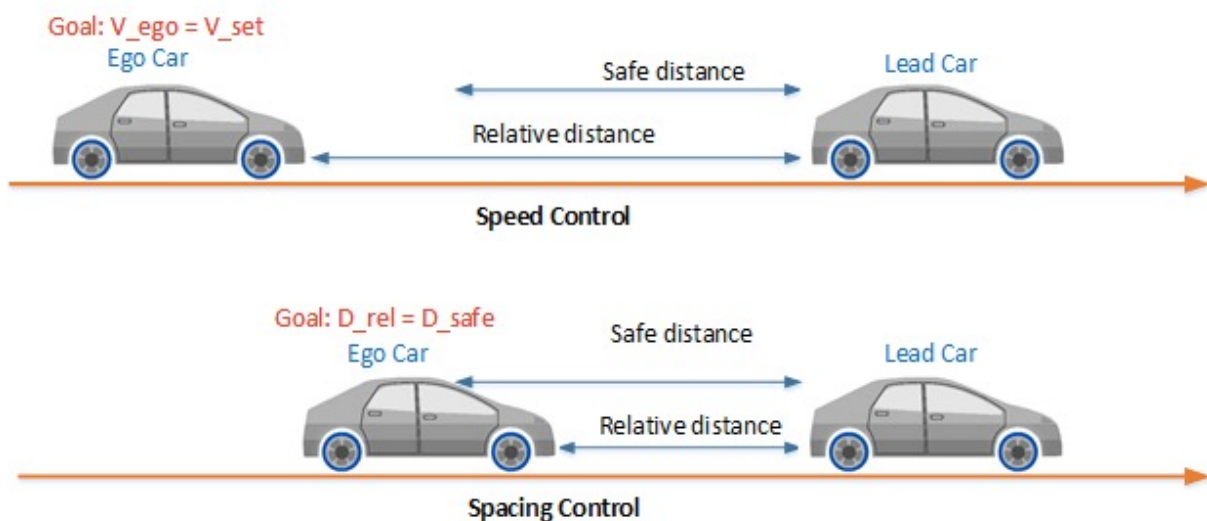 Goal: V_ego = V_set
Ego Car
Safe distance
Lead Car
Relative distance
Speed Control
Goal: D_rel = D_safe
Safe distance
Ego Car
Lead Car
Relative distance
Spacing Control